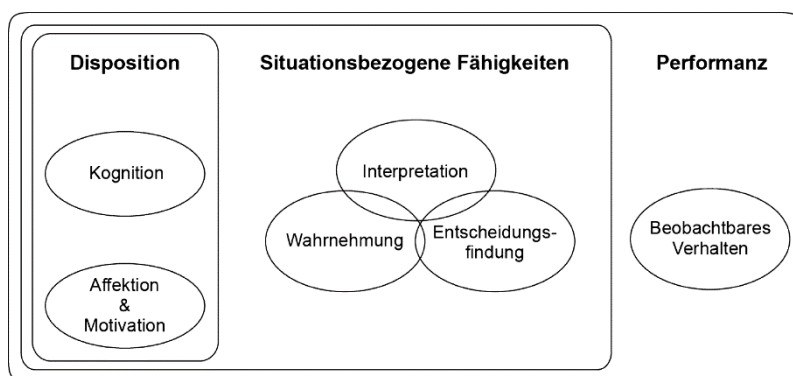 Disposition
Situationsbezogene Fähigkeiten
Performanz
Kognition
Affektion
&
Motivation
Interpretation
Wahrnehmung
Entscheidungs-
findung
Beobachtbares
Verhalten